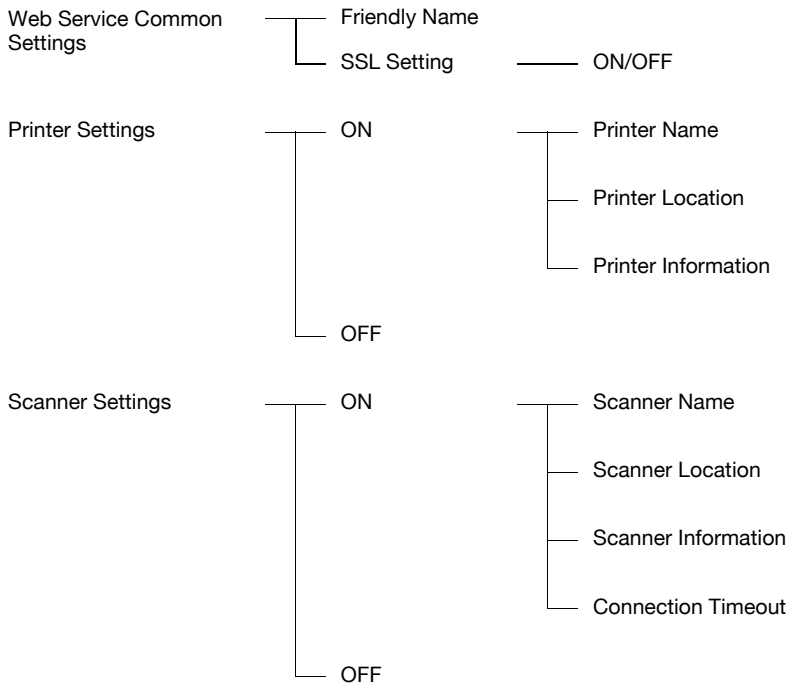 Web Service Common
Settings
Friendly Name
SSL Setting
ON/OFF
Printer Settings
ON
Printer Name
Printer Location
Printer Information
OFF
Scanner Settings
ON
Scanner Name
Scanner Location
Scanner Information
Connection Timeout
OFF